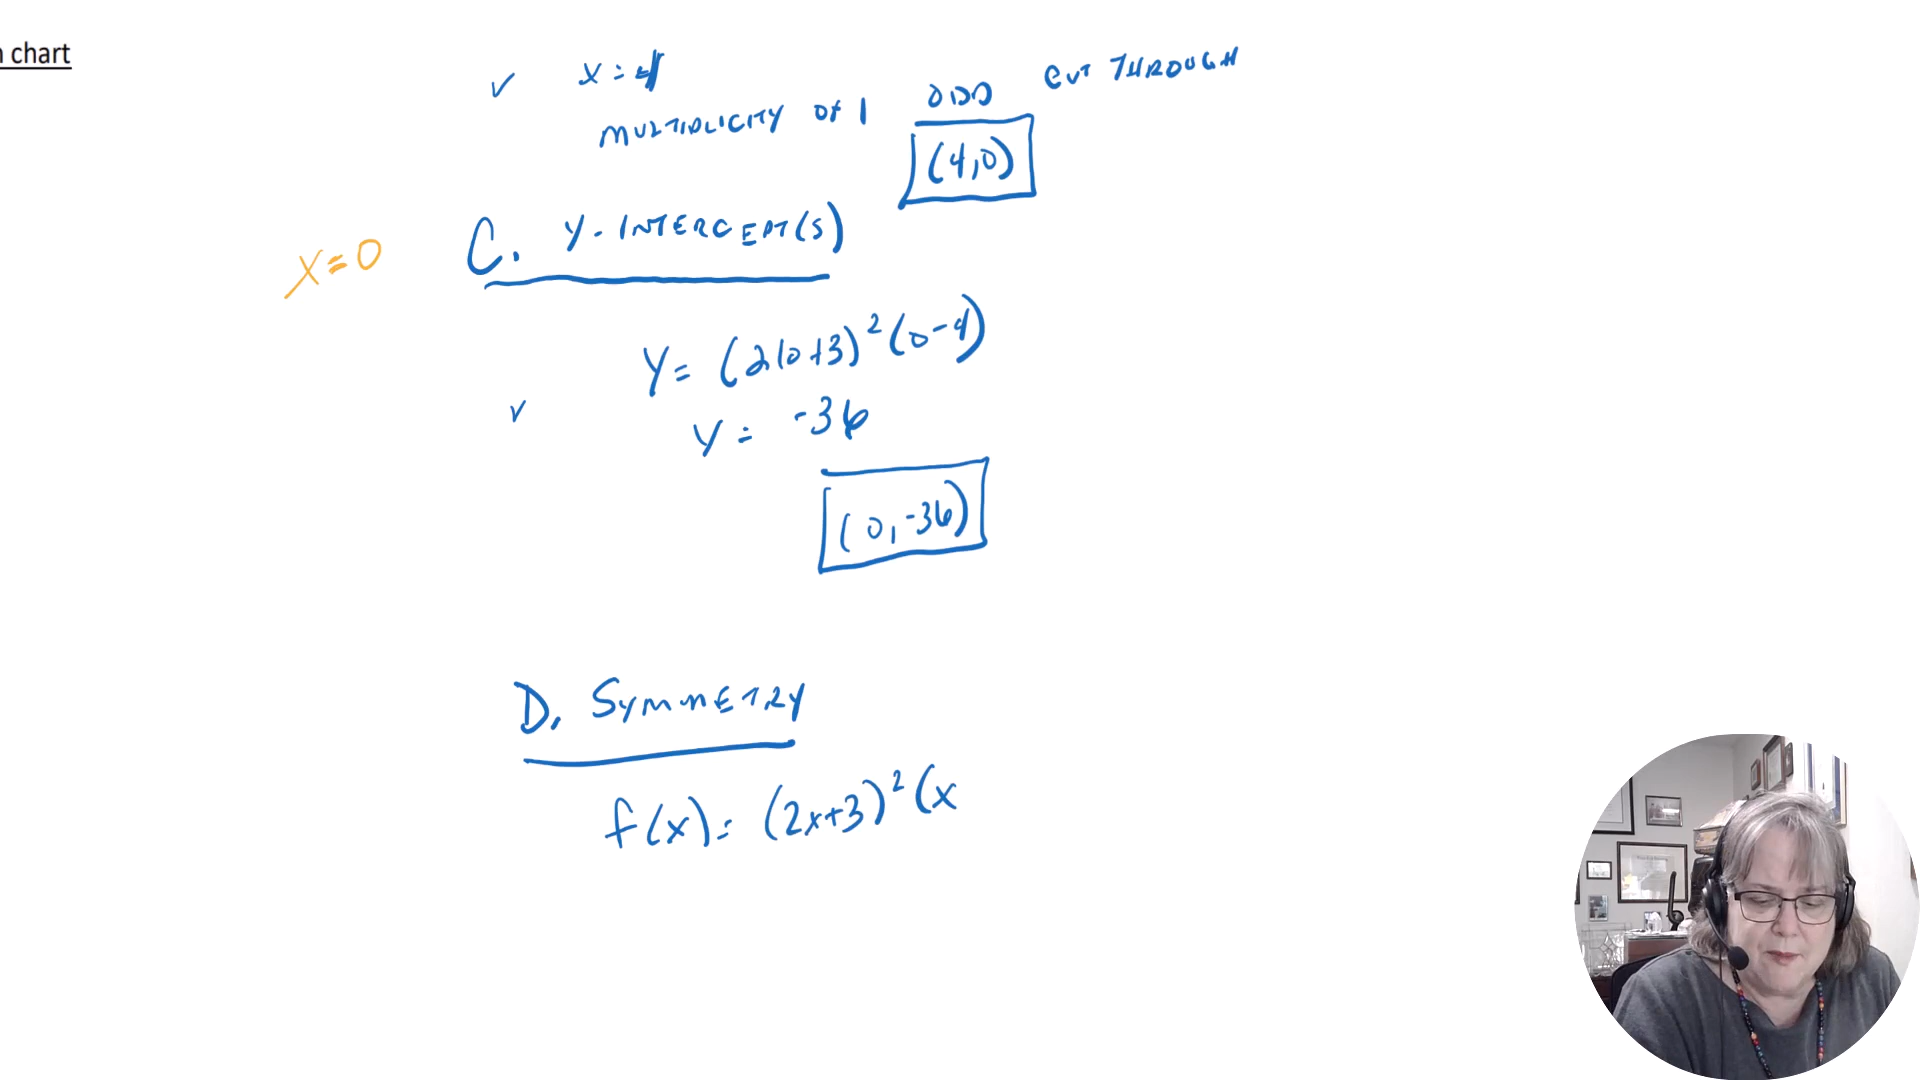 n chart
✓ x = 4
MULTIPLICITY OF 1 ODD CUT THROUGH
(4,0)
x=0
C. Y-INTERCEPT(S)
Y= (2(0+3)²(0-4)
✓
Y = -36
(0,-36)
D. SYMMETRY
f(x)= (2x+3)²(x